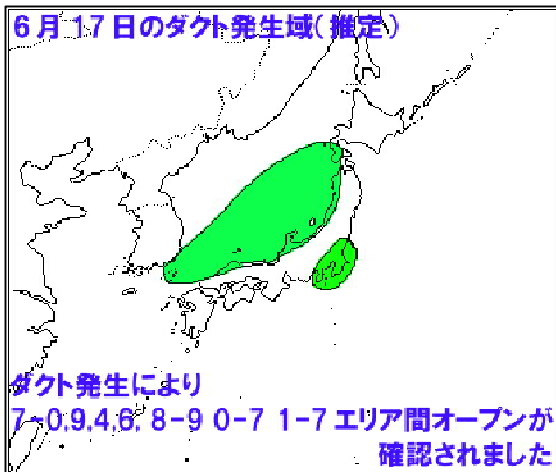 6月17日のダクト発生域(推定)
ダクト発生により
7-0,9,4,6, 8-9 0-7 1-7エリア間オープンが
確認されました